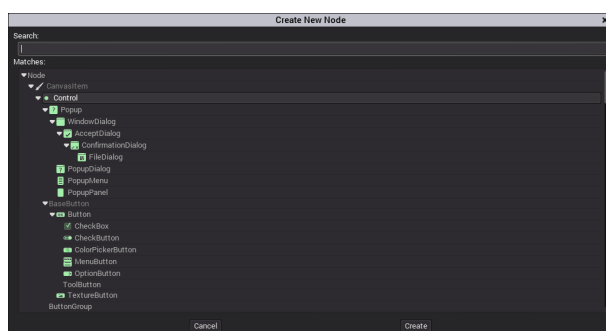 Create New Node
Search:
Matches:
Node
CanvasItem
Control
Popup
WindowDialog
AcceptDialog
ConfirmationDialog
FileDialog
PopupDialog
PopupMenu
PopupPanel
BaseButton
Button
CheckBox
CheckButton
ColorPickerButton
MenuButton
OptionButton
ToolButton
TextureButton
ButtonGroup
Cancel Create